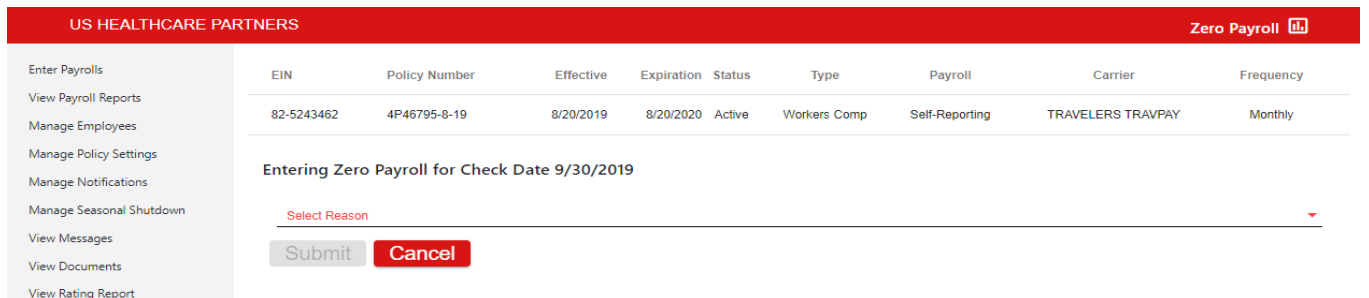 US HEALTHCARE PARTNERS
Zero Payroll
Enter Payrolls
View Payroll Reports
Manage Employees
Manage Policy Settings
Manage Notifications
Manage Seasonal Shutdown
View Messages
View Documents
View Rating Report
EIN Policy Number Effective Expiration Status Type Payroll Carrier Frequency
82-5243462 4P46795-8-19 8/20/2019 8/20/2020 Active Workers Comp Self-Reporting TRAVELERS TRAVPAY Monthly
Entering Zero Payroll for Check Date 9/30/2019
Select Reason
Submit Cancel